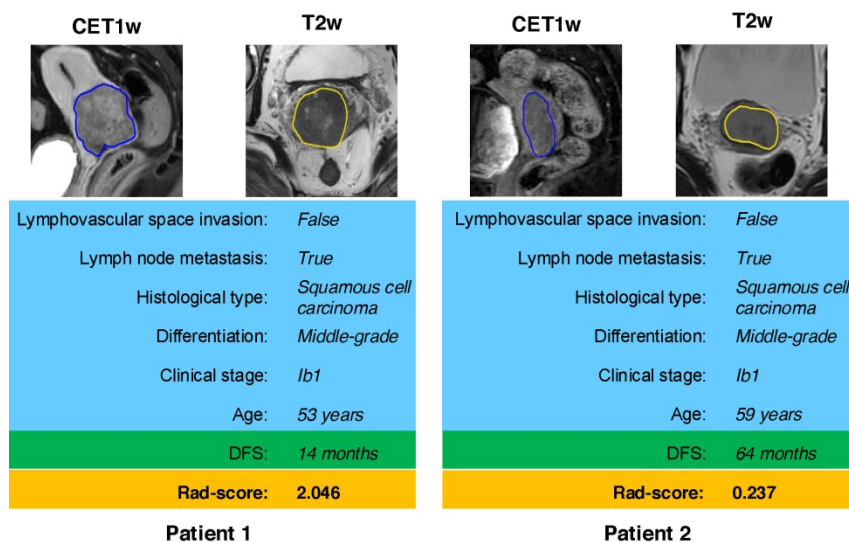 CET1w T2w CET1w T2w
Lymphovascular space invasion: False
Lymph node metastasis: True
Histological type: Squamous cell
carcinoma
Differentiation: Middle-grade
Clinical stage: Ib1
Age: 53 years
DFS: 14 months
Rad-score: 2.046
Patient 1
Lymphovascular space invasion: False
Lymph node metastasis: True
Histological type: Squamous cell
carcinoma
Differentiation: Middle-grade
Clinical stage: Ib1
Age: 59 years
DFS: 64 months
Rad-score: 0.237
Patient 2